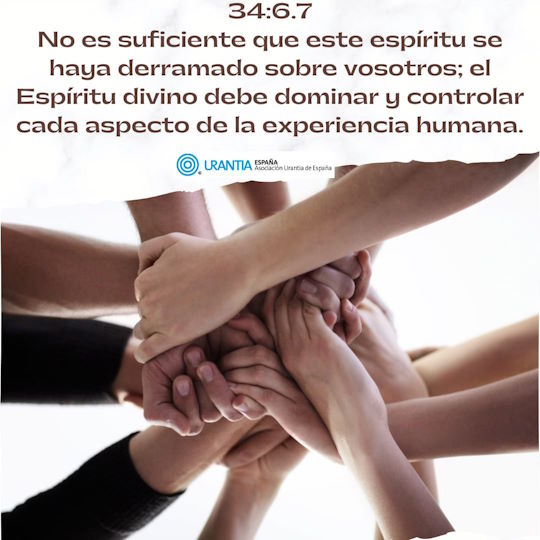 34:6.7
No es suficiente que este espíritu se
haya derramado sobre vosotros; el
Espíritu divino debe dominar y controlar
cada aspecto de la experiencia humana.
URANTIA ESPAÑA
Asociación Urantia de España